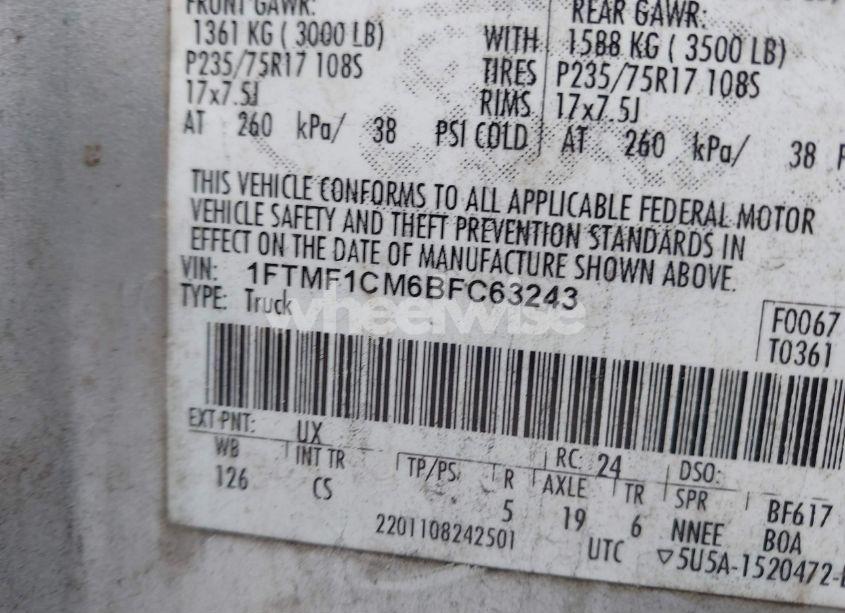 FRONT GAWR:
REAR GAWR:
1361 KG ( 3000 LB) WITH 1588 KG ( 3500 LB)
P235/75R17 108S TIRES P235/75R17 108S
17x7.5J RIMS 17x7.5J
AT 260 kPa/ 38 PSI COLD AT 260 kPa/ 38
THIS VEHICLE CONFORMS TO ALL APPLICABLE FEDERAL MOTOR
VEHICLE SAFETY AND THEFT PREVENTION STANDARDS IN
EFFECT ON THE DATE OF MANUFACTURE SHOWN ABOVE.
VIN: 1FTMF1CM6BFC63243
TYPE: Truck
F0067
T0361
wheelwise
EXT PNT: UX RC: 24 DSO:
WB INT TR TP/PS R AXLE TR SPR BF617
126 CS 5 19 6 NNEE B0A
2201108242501 UTC ▽5U5A-1520472-